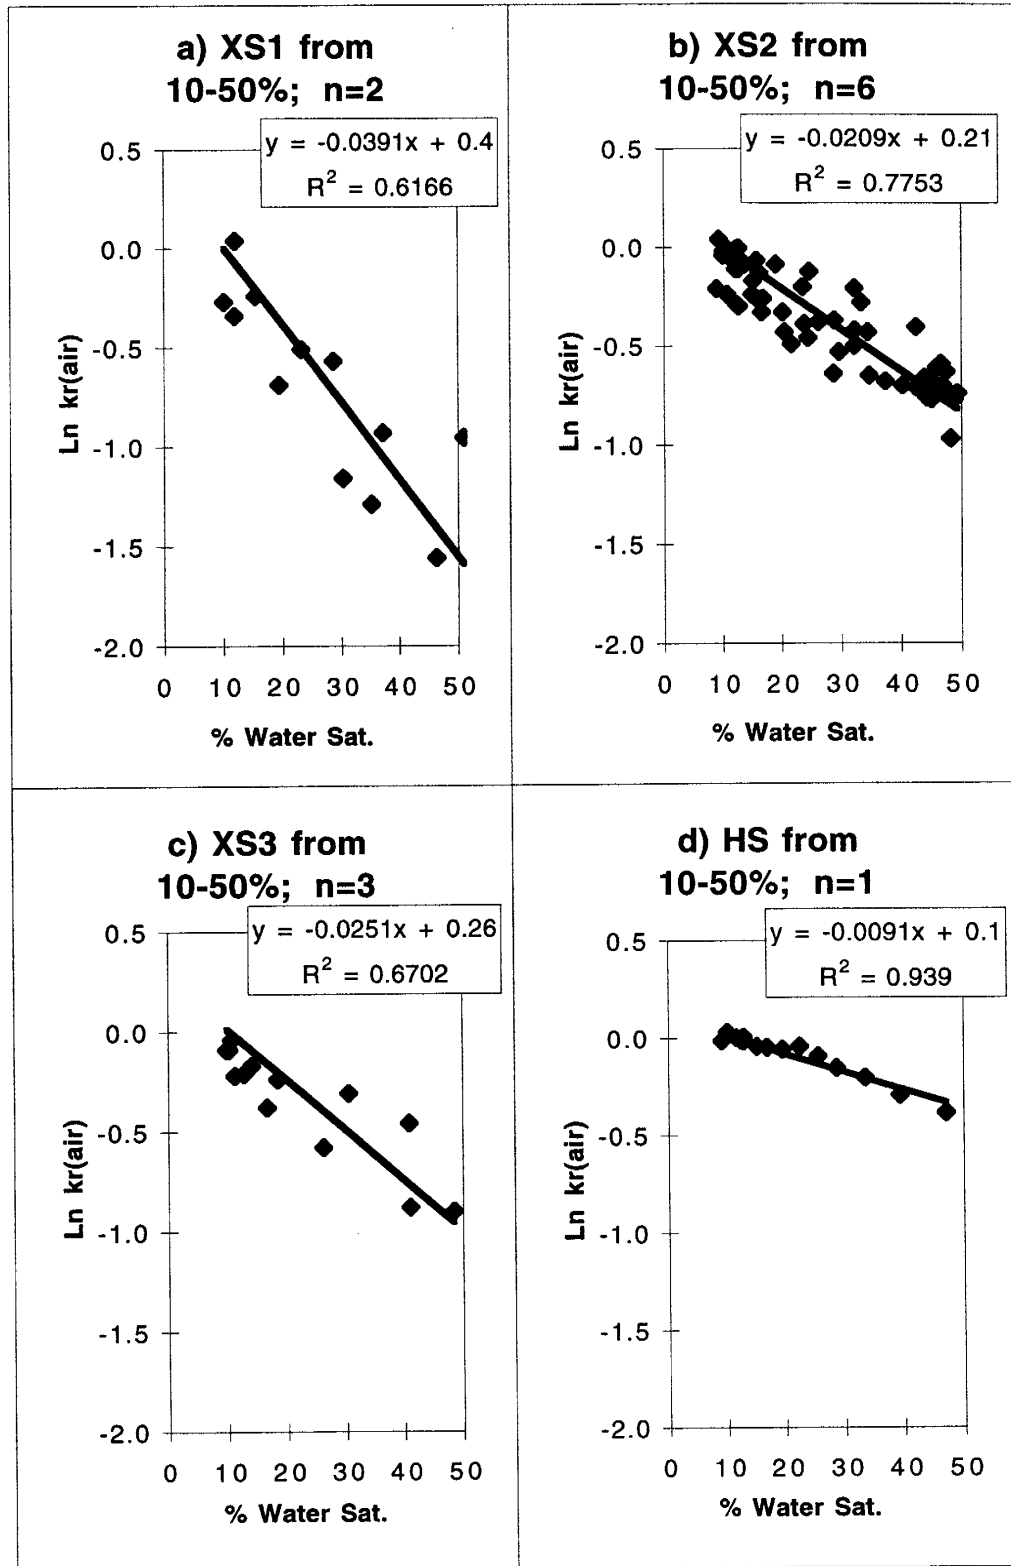 a) XS1 from
10-50%; n=2
y = -0.0391x + 0.4
R² = 0.6166
0.5
0.0
-0.5
-1.0
-1.5
-2.0
Ln kr(air)
0 10 20 30 40 50
% Water Sat.
b) XS2 from
10-50%; n=6
y = -0.0209x + 0.21
R² = 0.7753
0.5
0.0
-0.5
-1.0
-1.5
-2.0
Ln kr(air)
0 10 20 30 40 50
% Water Sat.
c) XS3 from
10-50%; n=3
y = -0.0251x + 0.26
R² = 0.6702
0.5
0.0
-0.5
-1.0
-1.5
-2.0
Ln kr(air)
0 10 20 30 40 50
% Water Sat.
d) HS from
10-50%; n=1
y = -0.0091x + 0.1
R² = 0.939
0.5
0.0
-0.5
-1.0
-1.5
-2.0
Ln kr(air)
0 10 20 30 40 50
% Water Sat.